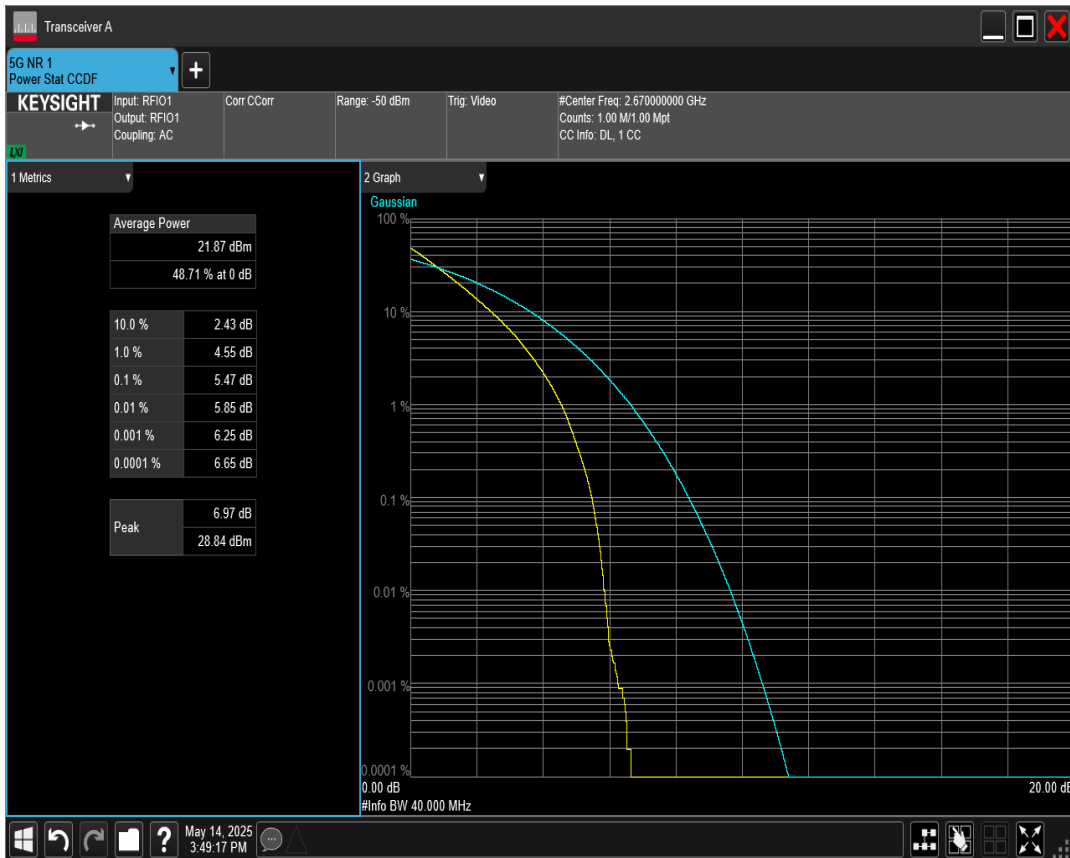 Transceiver A
5G NR 1
Power Stat CCDF
KEYSIGHT
LXI
Input: RFIO1
Output: RFIO1
Coupling: AC
Corr CCorr
Range: -50 dBm
Trig: Video
#Center Freq: 2.670000000 GHz
Counts: 1.00 M/1.00 Mpt
CC Info: DL, 1 CC
1 Metrics
Average Power
21.87 dBm
48.71 % at 0 dB
10.0 % 2.43 dB
1.0 % 4.55 dB
0.1 % 5.47 dB
0.01 % 5.85 dB
0.001 % 6.25 dB
0.0001 % 6.65 dB
Peak 6.97 dB
28.84 dBm
2 Graph
Gaussian
100 %
10 %
1 %
0.1 %
0.01 %
0.001 %
0.0001 %
0.00 dB 20.00 dB
#Info BW 40.000 MHz
May 14, 2025
3:49:17 PM